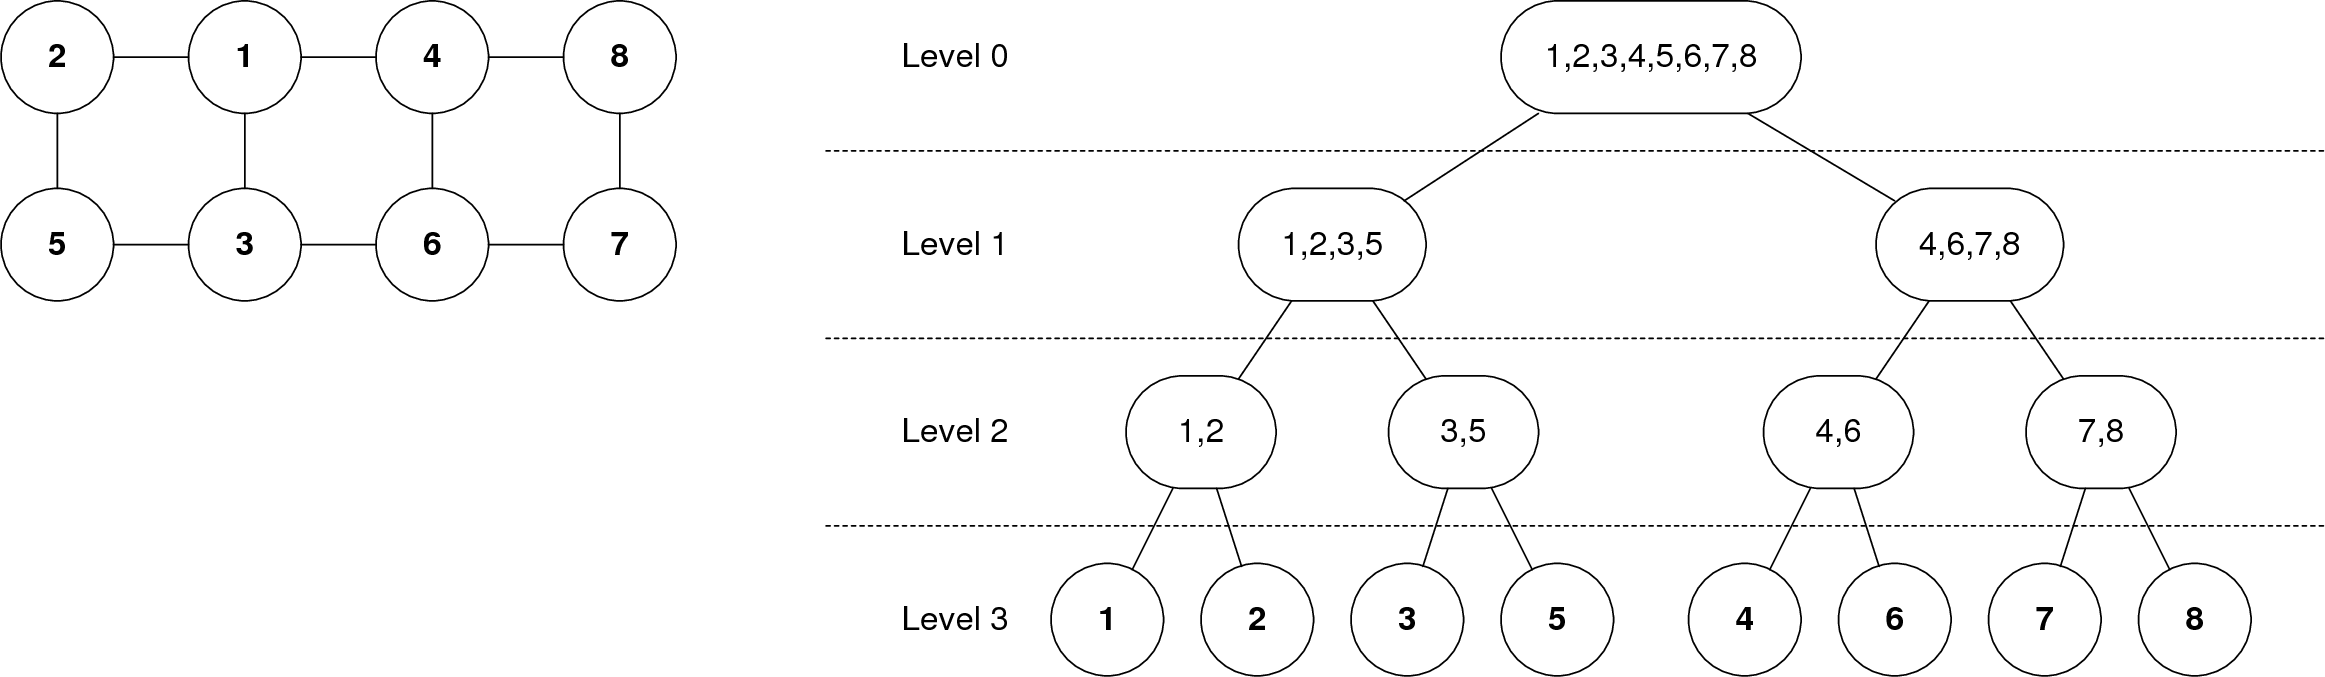 2 1 4 8
5 3 6 7
Level 0 1,2,3,4,5,6,7,8
Level 1 1,2,3,5 4,6,7,8
Level 2 1,2 3,5 4,6 7,8
Level 3 1 2 3 5 4 6 7 8